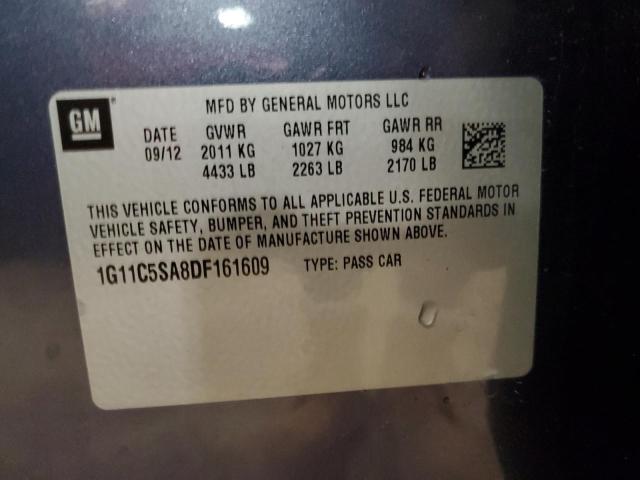 GM
MFD BY GENERAL MOTORS LLC
DATE GVWR GAWR FRT GAWR RR
09/12 2011 KG 1027 KG 984 KG
4433 LB 2263 LB 2170 LB
THIS VEHICLE CONFORMS TO ALL APPLICABLE U.S. FEDERAL MOTOR
VEHICLE SAFETY, BUMPER, AND THEFT PREVENTION STANDARDS IN
EFFECT ON THE DATE OF MANUFACTURE SHOWN ABOVE.
1G11C5SA8DF161609 TYPE: PASS CAR